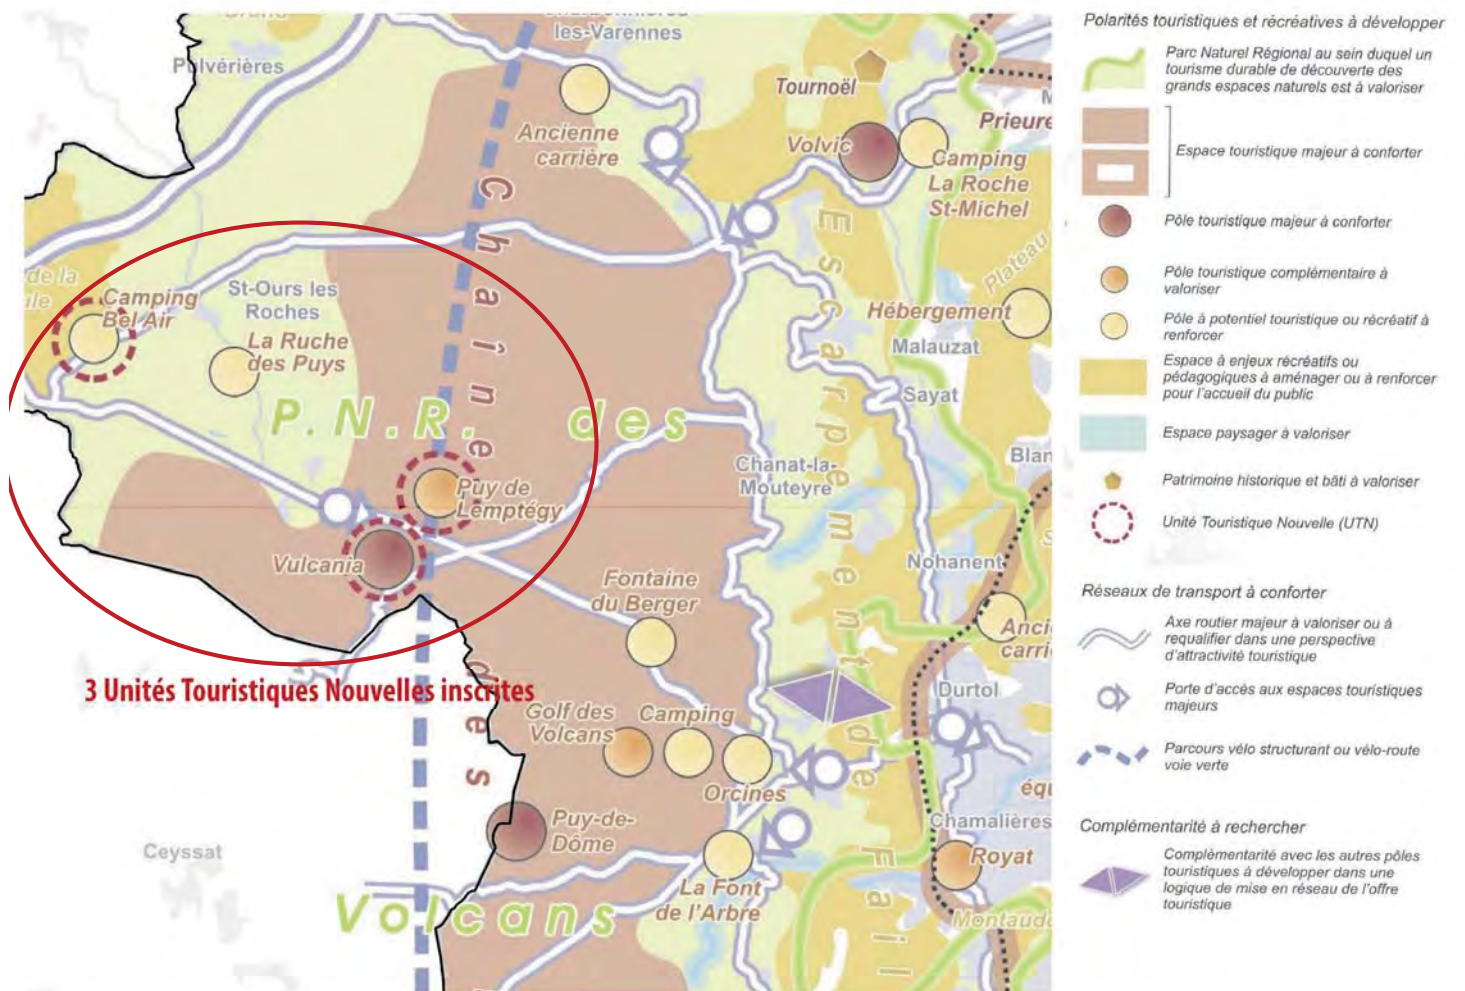 les-Varennes
Pulvérières
Tournoël
Ancienne
carrière
Volvic
Prieure
Camping
La Roche
St-Michel
Chaîne
des
Escarpement de Fail
Plateau
de la
Camping
Bel Air
St-Ours les
Roches
La Ruche
des Puys
Hébergement
Malauzat
Sayat
P.N.R. des
Volcans
Chanat-la-
Mouteyre
Blan
Puy de
Lemptégy
Vulcania
Nohanent
Fontaine
du Berger
Anci
carri
3 Unités Touristiques Nouvelles inscrites
Durtol
Golf des
Volcans
Camping
Orcines
équ
Puy-de-
Dôme
Chamalières
Ceyssat
Royat
La Font
de l'Arbre
Montaud
Polarités touristiques et récréatives à développer
Parc Naturel Régional au sein duquel un
tourisme durable de découverte des
grands espaces naturels est à valoriser
Espace touristique majeur à conforter
Pôle touristique majeur à conforter
Pôle touristique complémentaire à
valoriser
Pôle à potentiel touristique ou récréatif à
renforcer
Espace à enjeux récréatifs ou
pédagogiques à aménager ou à renforcer
pour l'accueil du public
Espace paysager à valoriser
Patrimoine historique et bâti à valoriser
Unité Touristique Nouvelle (UTN)
Réseaux de transport à conforter
Axe routier majeur à valoriser ou à
requalifier dans une perspective
d'attractivité touristique
Porte d'accès aux espaces touristiques
majeurs
Parcours vélo structurant ou vélo-route
voie verte
Complémentarité à rechercher
Complémentarité avec les autres pôles
touristiques à développer dans une
logique de mise en réseau de l'offre
touristique